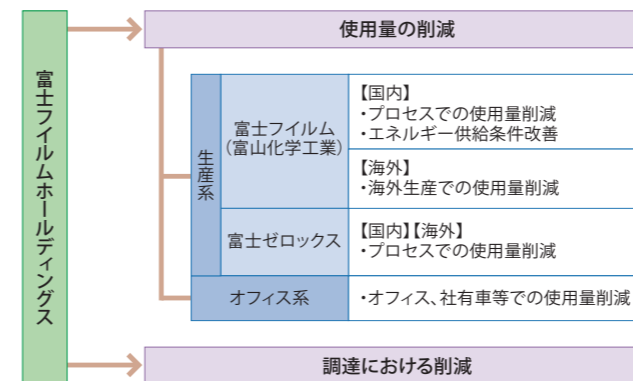 富士フイルムホールディングス
使用量の削減
生産系
富士フイルム
(富山化学工業)
【国内】
・プロセスでの使用量削減
・エネルギー供給条件改善
【海外】
・海外生産での使用量削減
富士ゼロックス
【国内】【海外】
・プロセスでの使用量削減
オフィス系
・オフィス、社有車等での使用量削減
調達における削減